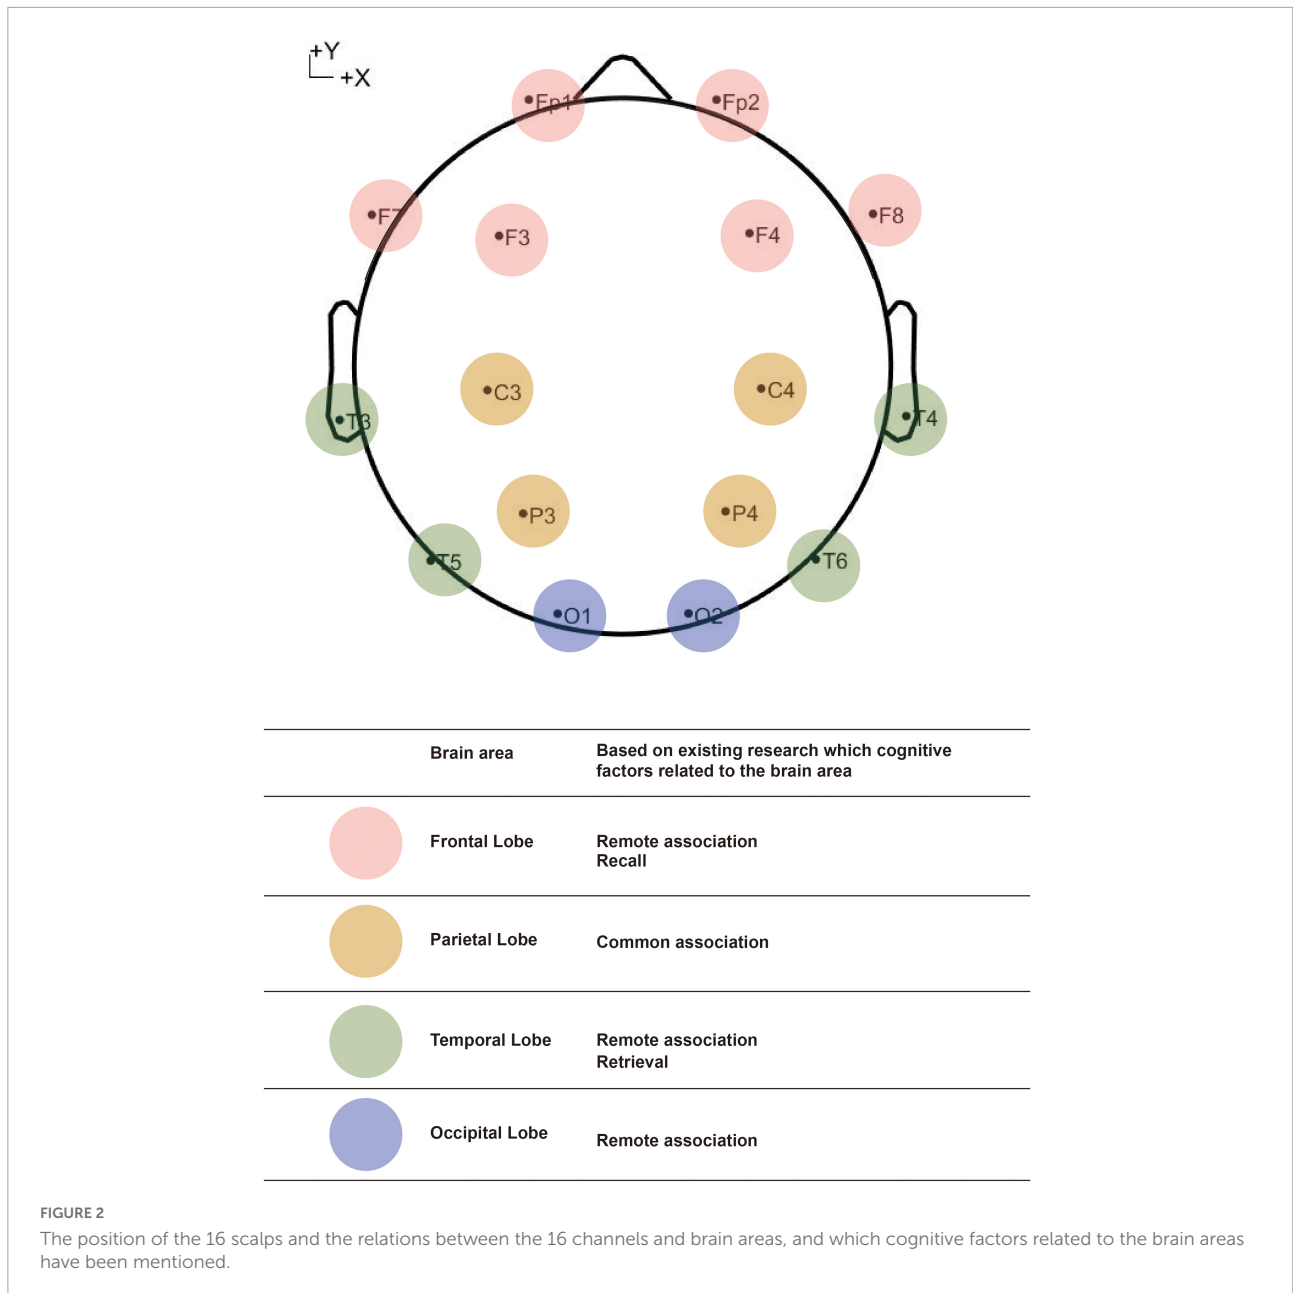 +Y
+X
Fp1
Fp2
F7
F3
F4
F8
C3
C4
T3
T4
P3
P4
T5
T6
O1
O2
Brain area
Based on existing research which cognitive
factors related to the brain area
Frontal Lobe
Remote association
Recall
Parietal Lobe
Common association
Temporal Lobe
Remote association
Retrieval
Occipital Lobe
Remote association
FIGURE 2
The position of the 16 scalps and the relations between the 16 channels and brain areas, and which cognitive factors related to the brain areas
have been mentioned.